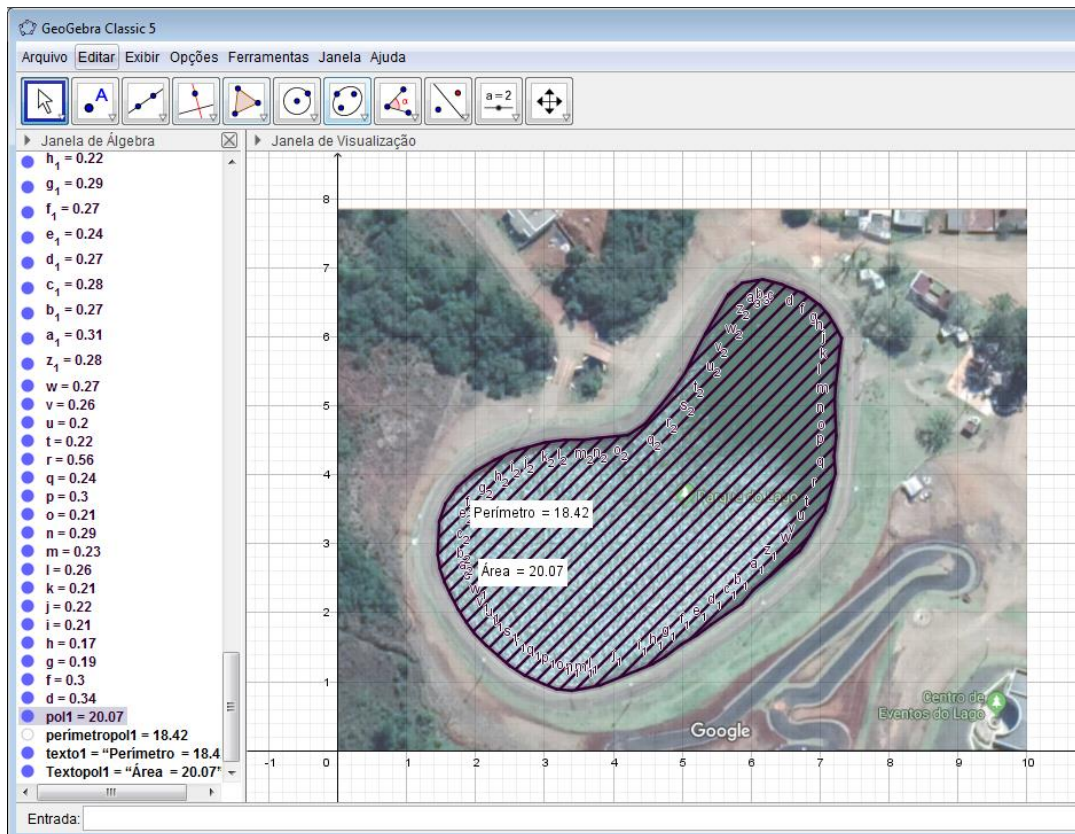 GeoGebra Classic 5
Arquivo Editar Exibir Opções Ferramentas Janela Ajuda
A
α
a = 2
Janela de Álgebra
Janela de Visualização
h1 = 0.22
g1 = 0.29
f1 = 0.27
e1 = 0.24
d1 = 0.27
c1 = 0.28
b1 = 0.27
a1 = 0.31
z1 = 0.28
w = 0.27
v = 0.26
u = 0.2
t = 0.22
r = 0.56
q = 0.24
p = 0.3
o = 0.21
n = 0.29
m = 0.23
l = 0.26
k = 0.21
j = 0.22
i = 0.21
h = 0.17
g = 0.19
f = 0.3
d = 0.34
pol1 = 20.07
perimetropol1 = 18.42
texto1 = “Perímetro = 18.4
Textopol1 = “Área = 20.07”
8
7
6
5
4
3
2
1
0
-1 0 1 2 3 4 5 6 7 8 9 10
Perímetro = 18.42
Área = 20.07
Parque do Lago
Centro de
Eventos do Lago
Google
Entrada: